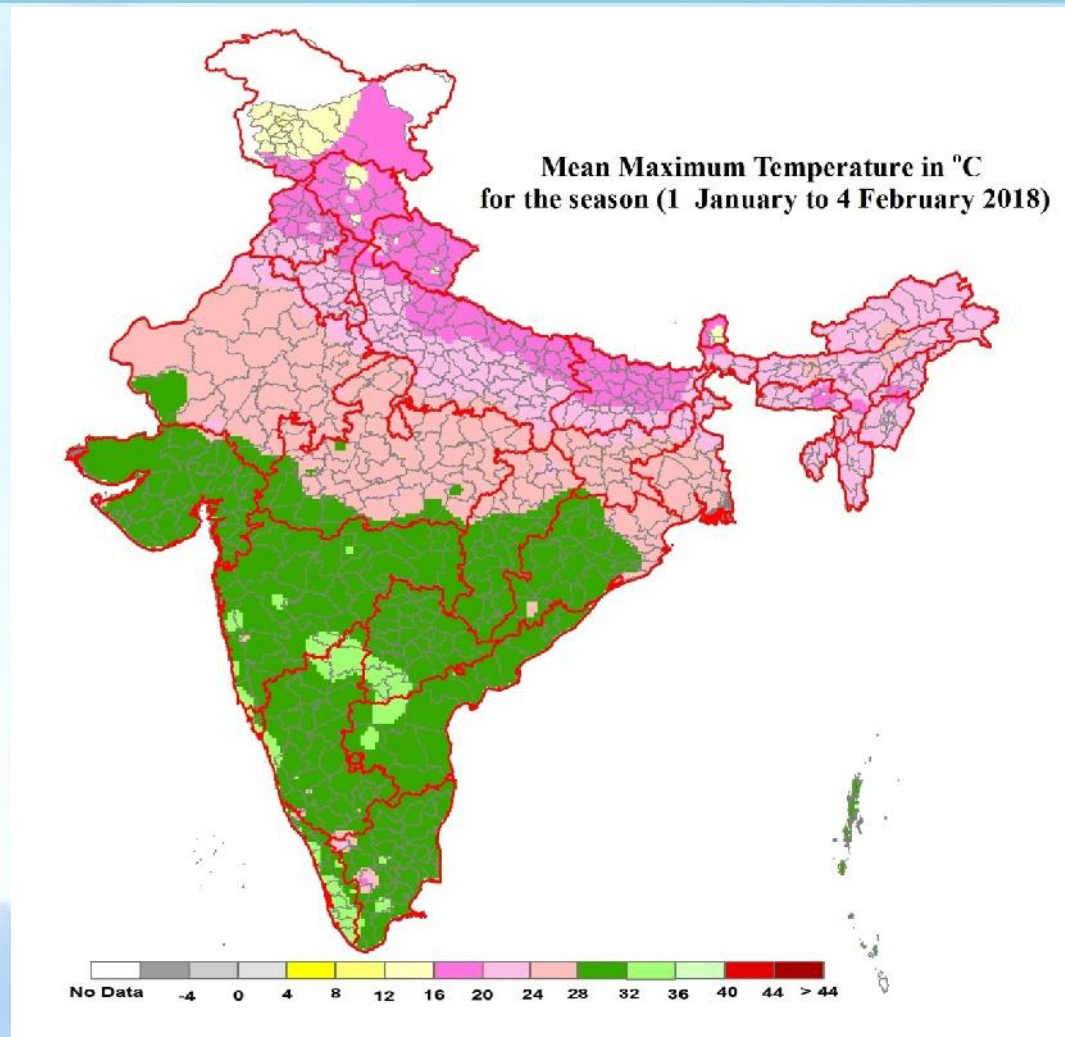 Mean Maximum Temperature in °C
for the season (1 January to 4 February 2018)
No Data -4 0 4 8 12 16 20 24 28 32 36 40 44 > 44